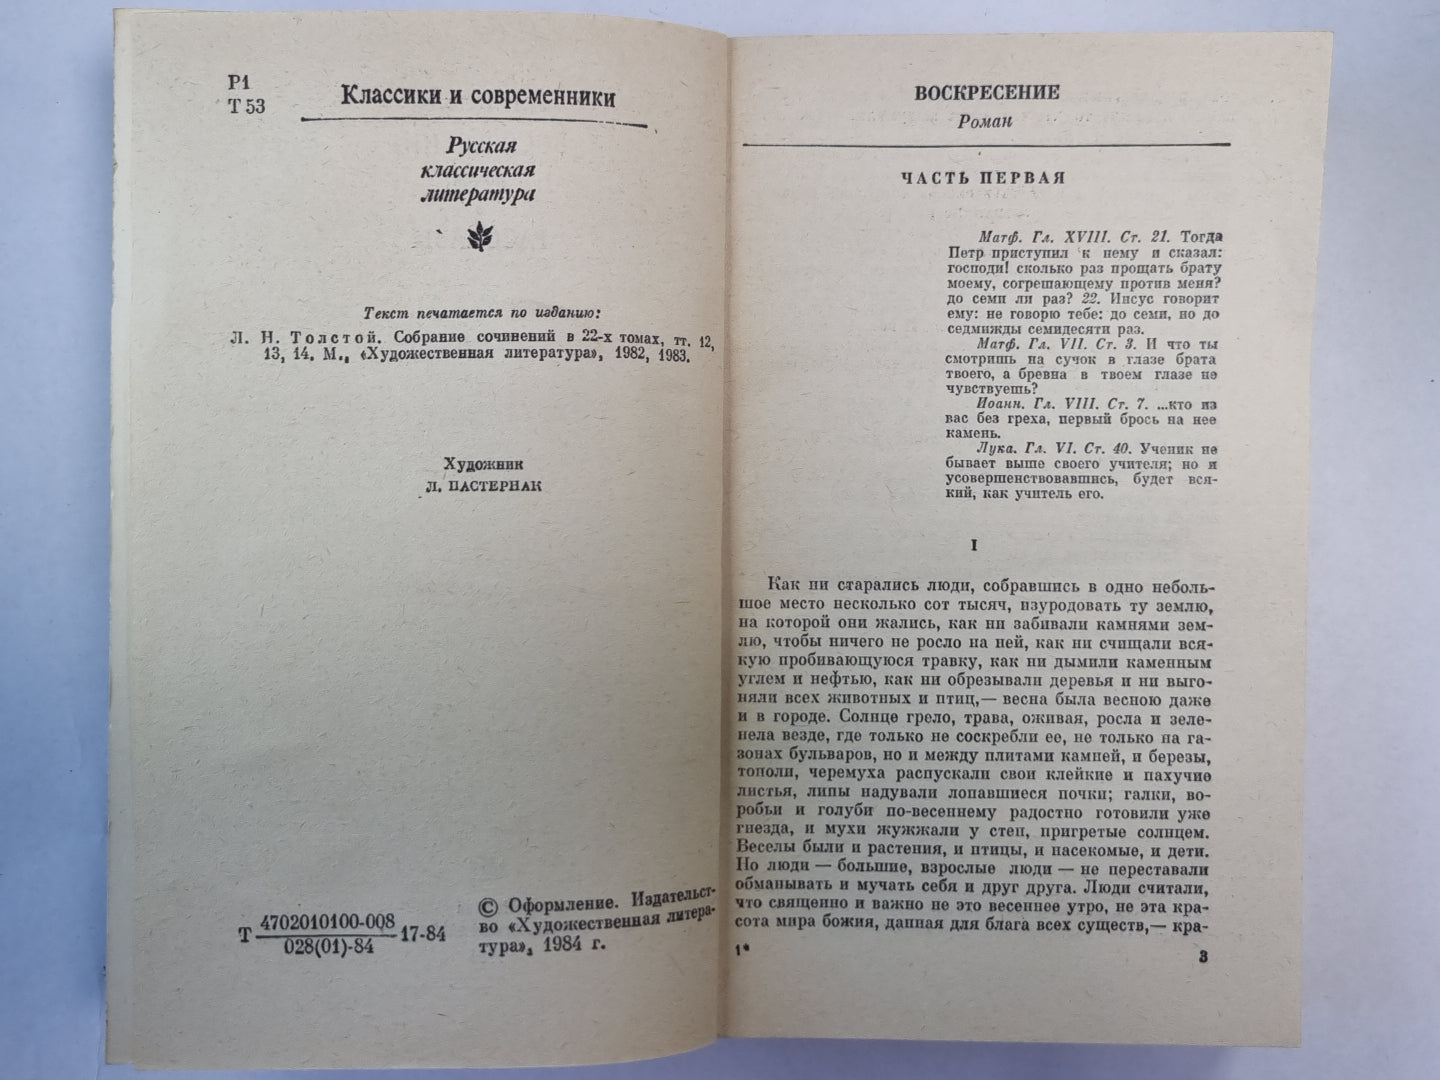 Р1
Т 53
Классики и современники
Русская
классическая
литература
Текст печатается по изданию:
Л. Н. Толстой. Собрание сочинений в 22-х томах, тт. 12,
13, 14. М., «Художественная литература», 1982, 1983.
Художник
Л. ПАСТЕРНАК
Т 4702010100-008 17-84
028(01)-84
© Оформление. Издательст-
во «Художественная литера-
тура», 1984 г.
ВОСКРЕСЕНИЕ
Роман
ЧАСТЬ ПЕРВАЯ
Матф. Гл. XVIII. Ст. 21. Тогда
Петр приступил к нему и сказал:
господи! сколько раз прощать брату
моему, согрешающему против меня?
до семи ли раз? 22. Иисус говорит
ему: не говорю тебе: до семи, но до
седмижды семидесяти раз.
Матф. Гл. VII. Ст. 3. И что ты
смотришь на сучок в глазе брата
твоего, а бревна в твоем глазе не
чувствуешь?
Иоанн. Гл. VIII. Ст. 7. ...кто из
вас без греха, первый брось на нее
камень.
Лука. Гл. VI. Ст. 40. Ученик не
бывает выше своего учителя; но и
усовершенствовавшись, будет вся-
кий, как учитель его.
I
Как ни старались люди, собравшись в одно неболь-
шое место несколько сот тысяч, изуродовать ту землю,
на которой они жались, как ни забивали камнями зем-
лю, чтобы ничего не росло на ней, как ни счищали вся-
кую пробивающуюся травку, как ни дымили каменным
углем и нефтью, как ни обрезывали деревья и ни выго-
няли всех животных и птиц,— весна была весною даже
и в городе. Солнце грело, трава, оживая, росла и зеле-
нела везде, где только не соскребли ее, не только на га-
зонах бульваров, но и между плитами камней, и березы,
тополи, черемуха распускали свои клейкие и пахучие
листья, липы надували лопавшиеся почки; галки, во-
робьи и голуби по-весеннему радостно готовили уже
гнезда, и мухи жужжали у стен, пригретые солнцем.
Веселы были и растения, и птицы, и насекомые, и дети.
Но люди — большие, взрослые люди — не переставали
обманывать и мучать себя и друг друга. Люди считали,
что священно и важно не это весеннее утро, не эта кра-
сота мира божия, данная для блага всех существ,— кра-
1*
3